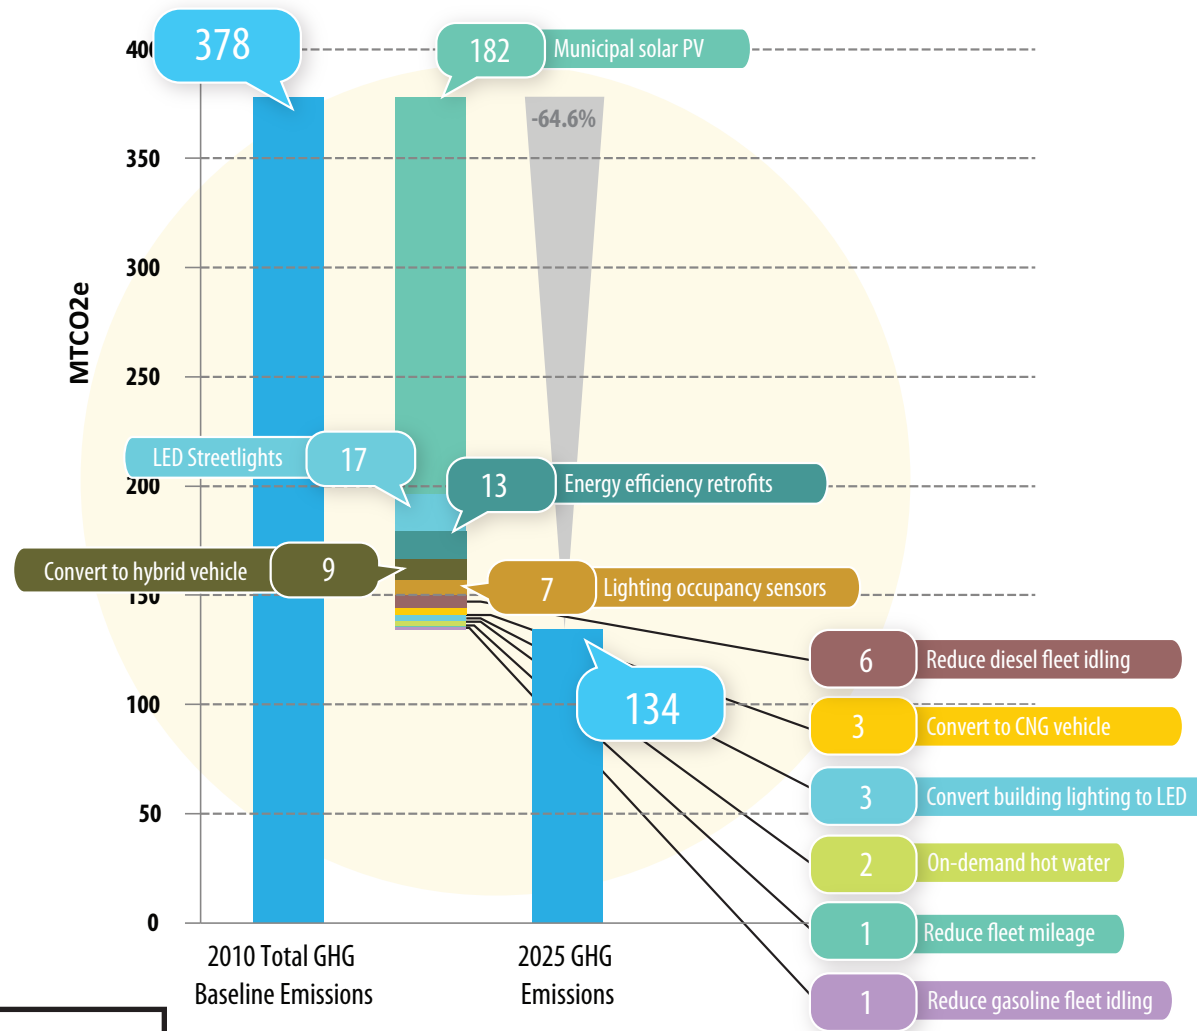 378
182
Municipal solar PV
-64.6%
350
300
MTCO2e
250
LED Streetlights
17
200
13
Energy efficiency retrofits
Convert to hybrid vehicle
9
7
Lighting occupancy sensors
150
6
Reduce diesel fleet idling
100
134
3
Convert to CNG vehicle
3
Convert building lighting to LED
50
2
On-demand hot water
0
1
Reduce fleet mileage
2010 Total GHG
Baseline Emissions
2025 GHG
Emissions
1
Reduce gasoline fleet idling